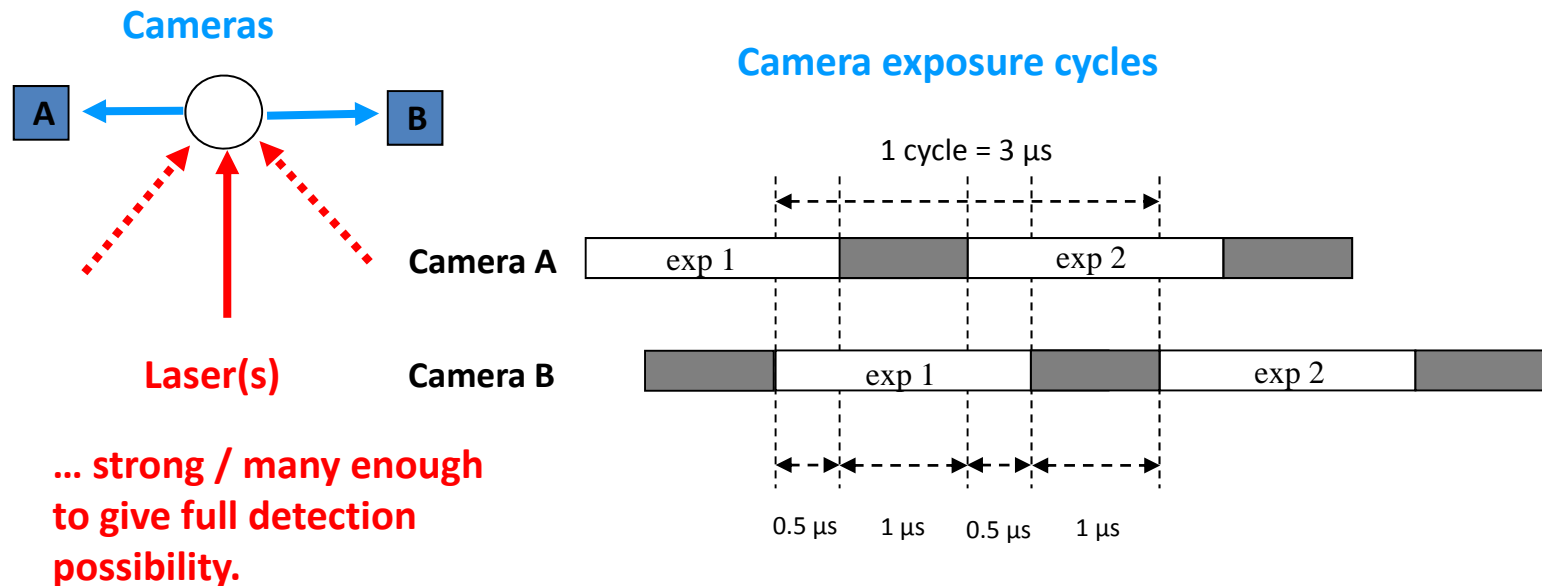 Cameras
A
B
Laser(s)
… strong / many enough
to give full detection
possibility.
Camera exposure cycles
1 cycle = 3 µs
Camera A
exp 1
exp 2
Camera B
exp 1
exp 2
0.5 µs
1 µs
0.5 µs
1 µs